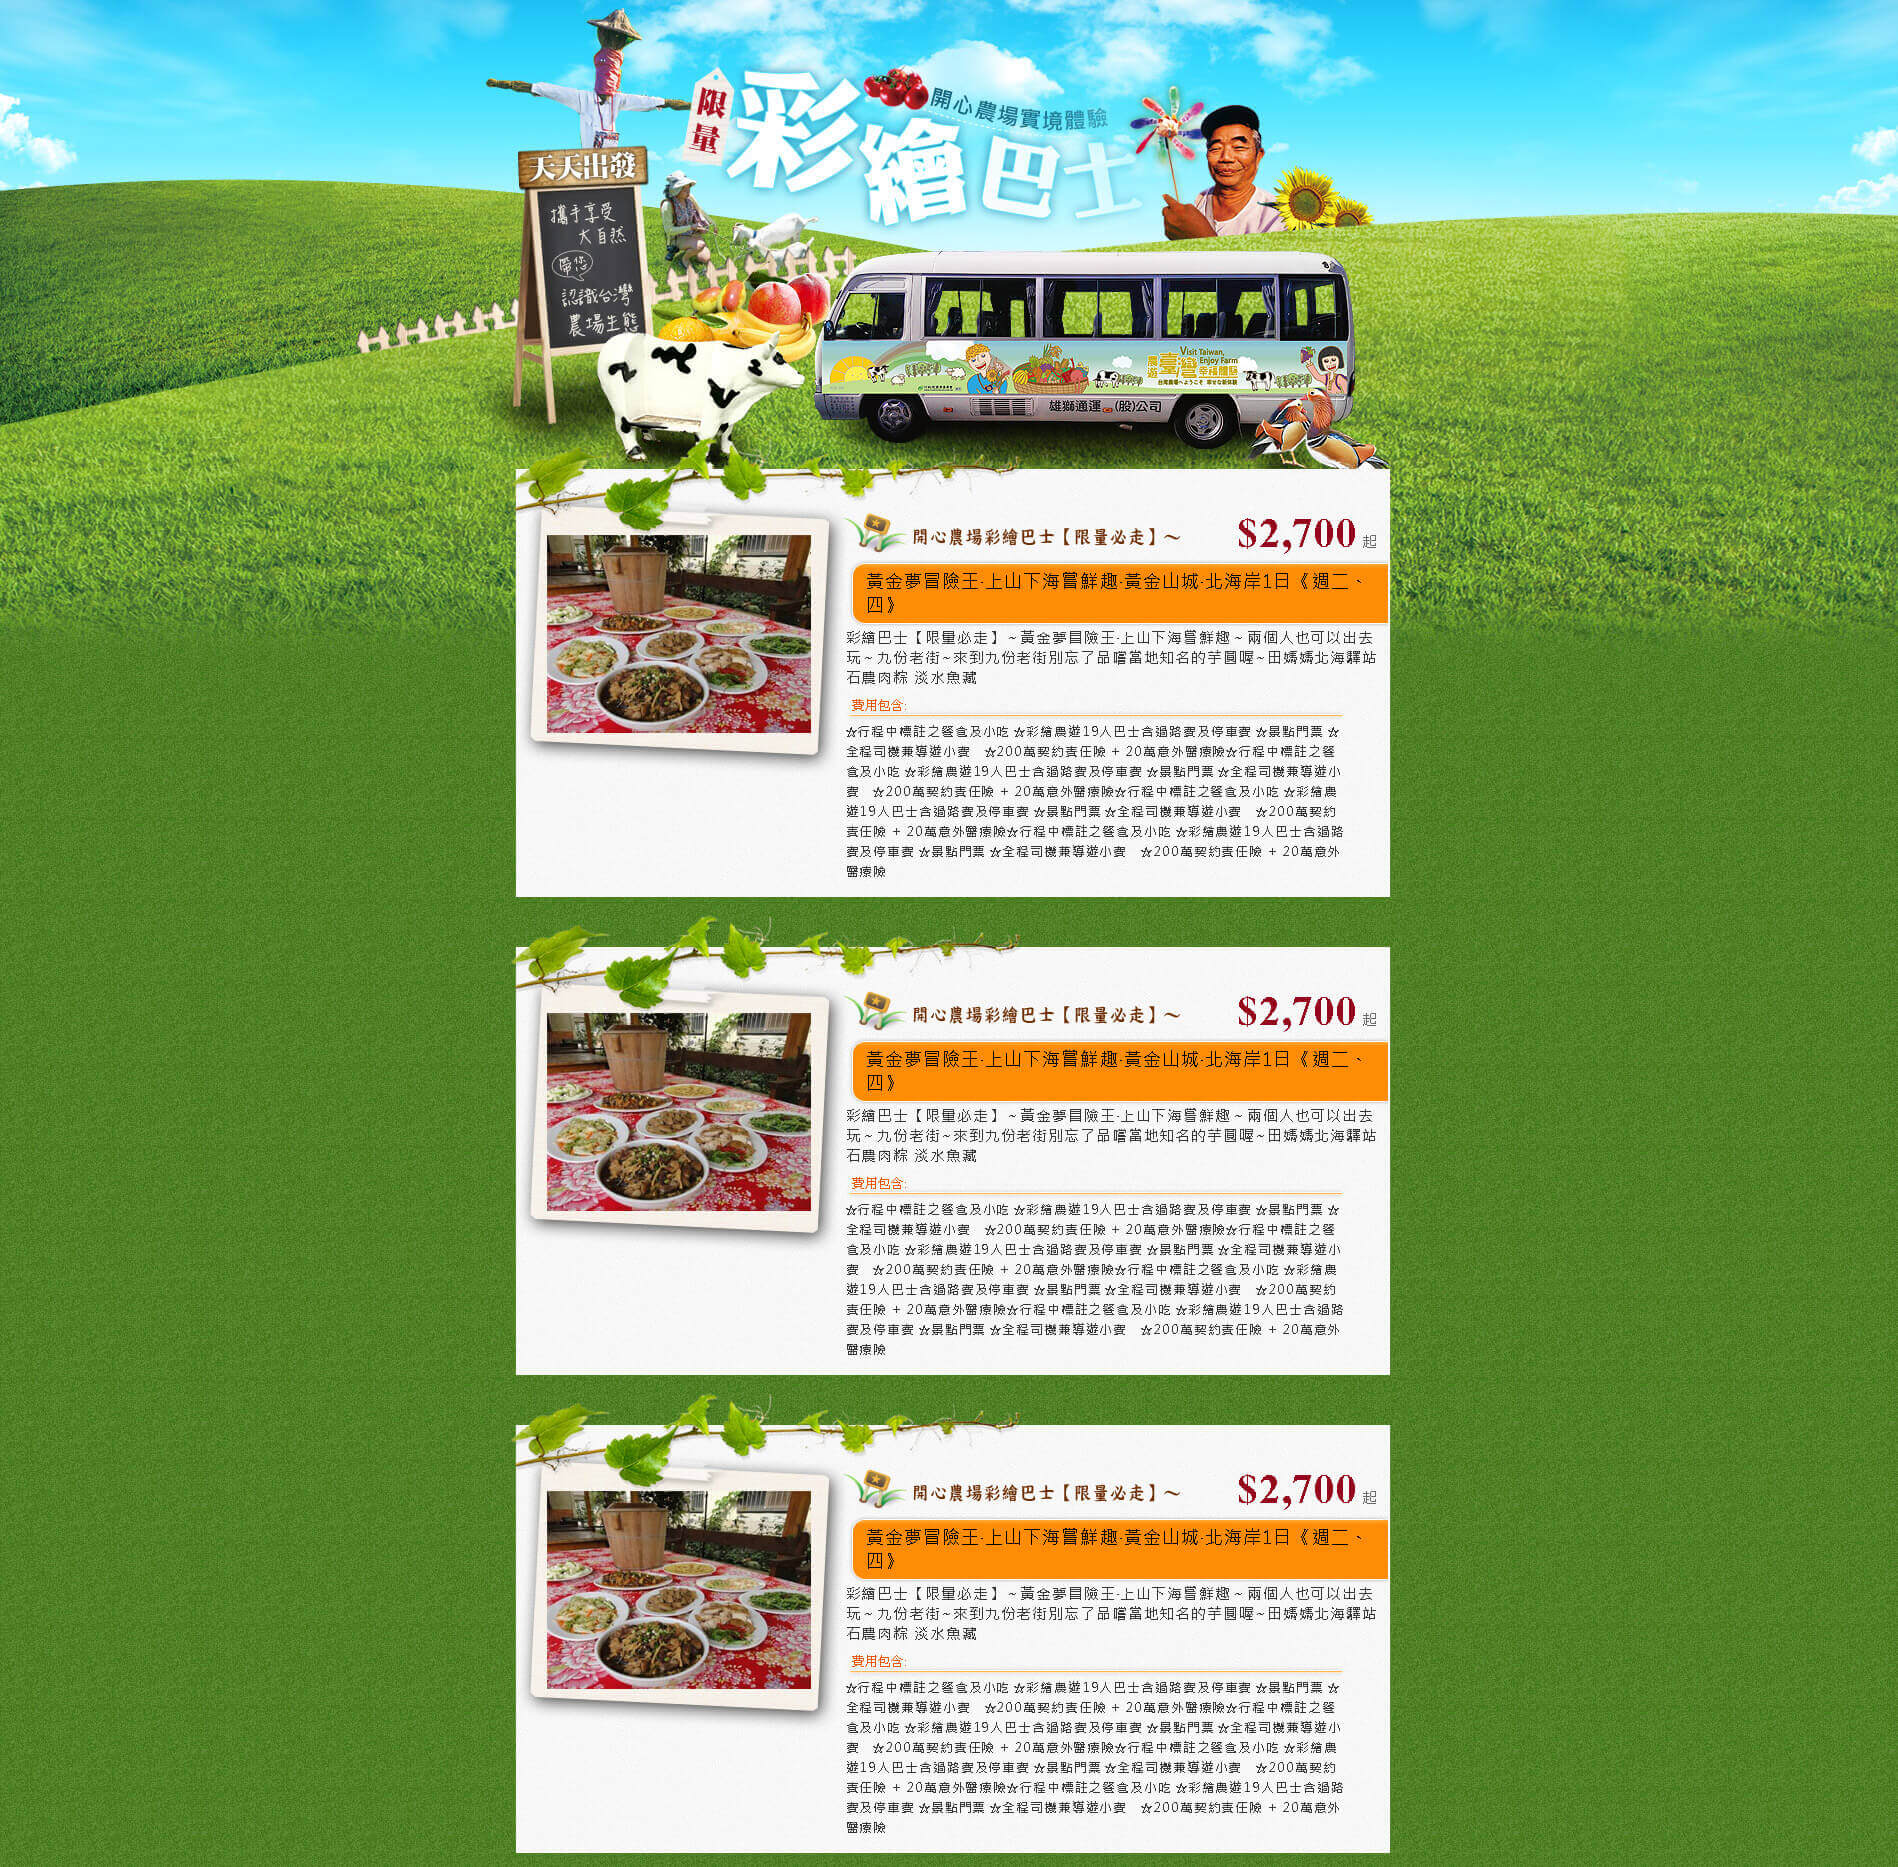 限量
彩繪巴士
開心農場實境體驗
天天出發
攜手享受
大自然
帶您
認識台灣
農場生態
Visit Taiwan,
Enjoy Farm
農遊臺灣幸福體驗
台灣農場へようこそ 幸せな新体験
雄獅通運(股)公司
開心農場彩繪巴士【限量必走】～
$2,700 起
黃金夢冒險王‧上山下海嘗鮮趣‧黃金山城‧北海岸1日《週二、
四》
彩繪巴士【限量必走】～黃金夢冒險王‧上山下海嘗鮮趣～兩個人也可以出去
玩～九份老街~來到九份老街別忘了品嚐當地知名的芋圓喔~田媽媽北海驛站
石農肉粽 淡水魚藏
費用包含:
☆行程中標註之餐食及小吃 ☆彩繪農遊19人巴士含過路費及停車費 ☆景點門票 ☆
全程司機兼導遊小費　☆200萬契約責任險 + 20萬意外醫療險☆行程中標註之餐
食及小吃 ☆彩繪農遊19人巴士含過路費及停車費 ☆景點門票 ☆全程司機兼導遊小
費　☆200萬契約責任險 + 20萬意外醫療險☆行程中標註之餐食及小吃 ☆彩繪農
遊19人巴士含過路費及停車費 ☆景點門票 ☆全程司機兼導遊小費　☆200萬契約
責任險 + 20萬意外醫療險☆行程中標註之餐食及小吃 ☆彩繪農遊19人巴士含過路
費及停車費 ☆景點門票 ☆全程司機兼導遊小費　☆200萬契約責任險 + 20萬意外
醫療險
開心農場彩繪巴士【限量必走】～
$2,700 起
黃金夢冒險王‧上山下海嘗鮮趣‧黃金山城‧北海岸1日《週二、
四》
彩繪巴士【限量必走】～黃金夢冒險王‧上山下海嘗鮮趣～兩個人也可以出去
玩～九份老街~來到九份老街別忘了品嚐當地知名的芋圓喔~田媽媽北海驛站
石農肉粽 淡水魚藏
費用包含:
☆行程中標註之餐食及小吃 ☆彩繪農遊19人巴士含過路費及停車費 ☆景點門票 ☆
全程司機兼導遊小費　☆200萬契約責任險 + 20萬意外醫療險☆行程中標註之餐
食及小吃 ☆彩繪農遊19人巴士含過路費及停車費 ☆景點門票 ☆全程司機兼導遊小
費　☆200萬契約責任險 + 20萬意外醫療險☆行程中標註之餐食及小吃 ☆彩繪農
遊19人巴士含過路費及停車費 ☆景點門票 ☆全程司機兼導遊小費　☆200萬契約
責任險 + 20萬意外醫療險☆行程中標註之餐食及小吃 ☆彩繪農遊19人巴士含過路
費及停車費 ☆景點門票 ☆全程司機兼導遊小費　☆200萬契約責任險 + 20萬意外
醫療險
開心農場彩繪巴士【限量必走】～
$2,700 起
黃金夢冒險王‧上山下海嘗鮮趣‧黃金山城‧北海岸1日《週二、
四》
彩繪巴士【限量必走】～黃金夢冒險王‧上山下海嘗鮮趣～兩個人也可以出去
玩～九份老街~來到九份老街別忘了品嚐當地知名的芋圓喔~田媽媽北海驛站
石農肉粽 淡水魚藏
費用包含:
☆行程中標註之餐食及小吃 ☆彩繪農遊19人巴士含過路費及停車費 ☆景點門票 ☆
全程司機兼導遊小費　☆200萬契約責任險 + 20萬意外醫療險☆行程中標註之餐
食及小吃 ☆彩繪農遊19人巴士含過路費及停車費 ☆景點門票 ☆全程司機兼導遊小
費　☆200萬契約責任險 + 20萬意外醫療險☆行程中標註之餐食及小吃 ☆彩繪農
遊19人巴士含過路費及停車費 ☆景點門票 ☆全程司機兼導遊小費　☆200萬契約
責任險 + 20萬意外醫療險☆行程中標註之餐食及小吃 ☆彩繪農遊19人巴士含過路
費及停車費 ☆景點門票 ☆全程司機兼導遊小費　☆200萬契約責任險 + 20萬意外
醫療險